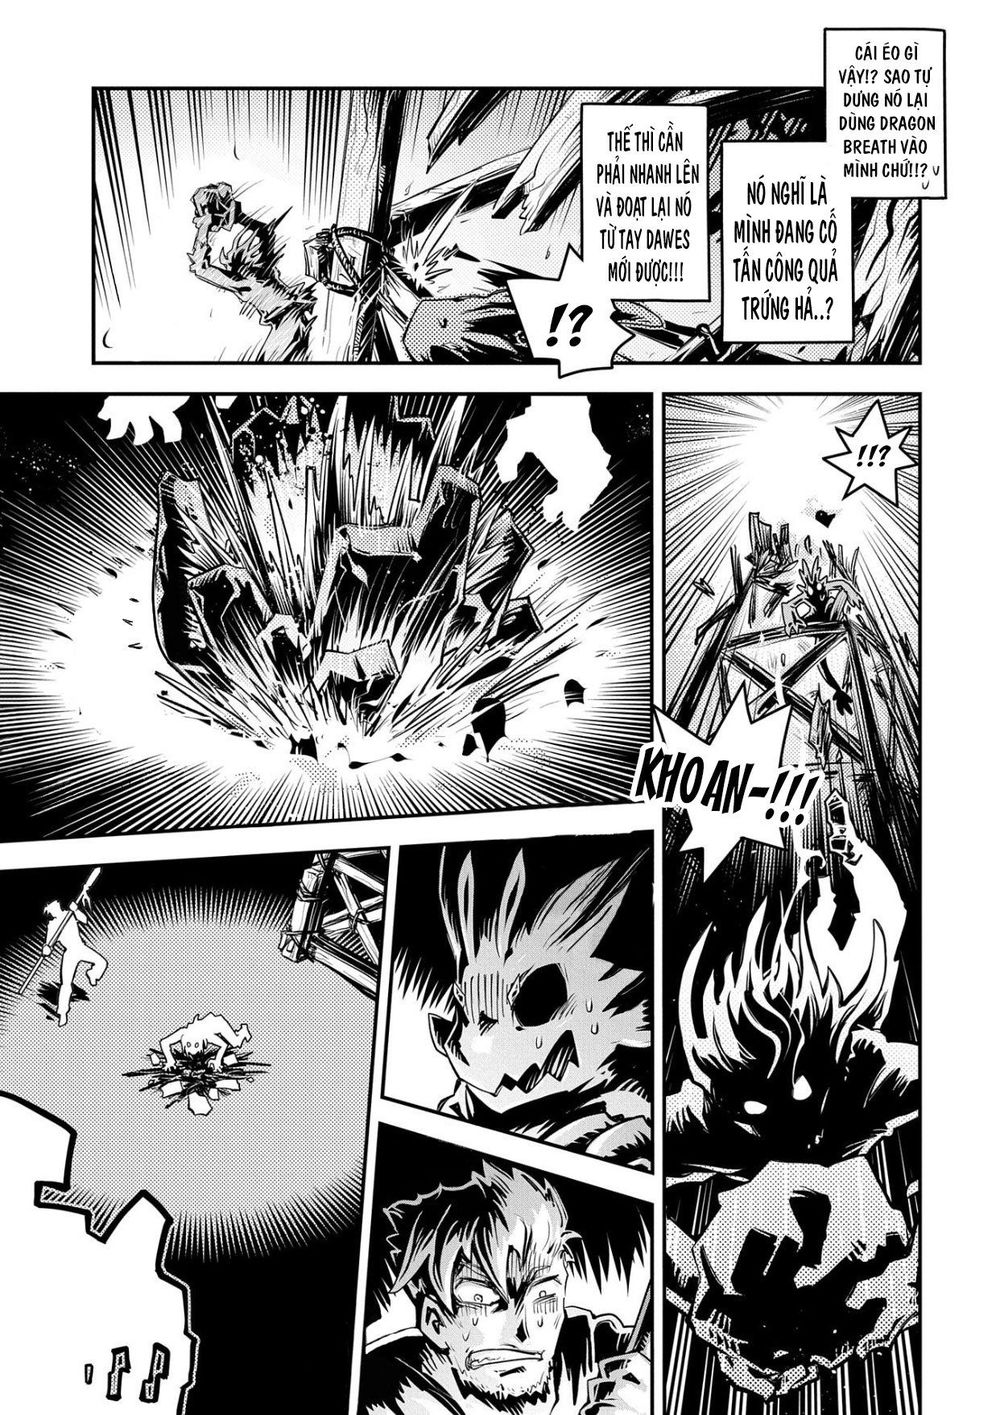 CÁI ÉO GÌ
VẬY!? SAO TỰ
DƯNG NÓ LẠI
DÙNG DRAGON
BREATH VÀO
MÌNH CHỨ!!?
NÓ NGHĨ LÀ
MÌNH ĐANG CỐ
TẤN CÔNG QUẢ
TRỨNG HẢ..?
THẾ THÌ CẦN
PHẢI NHANH LÊN
VÀ ĐOẠT LẠI NÓ
TỪ TAY DAWES
MỚI ĐƯỢC!!!
!?
!!?
KHOAN-!!!